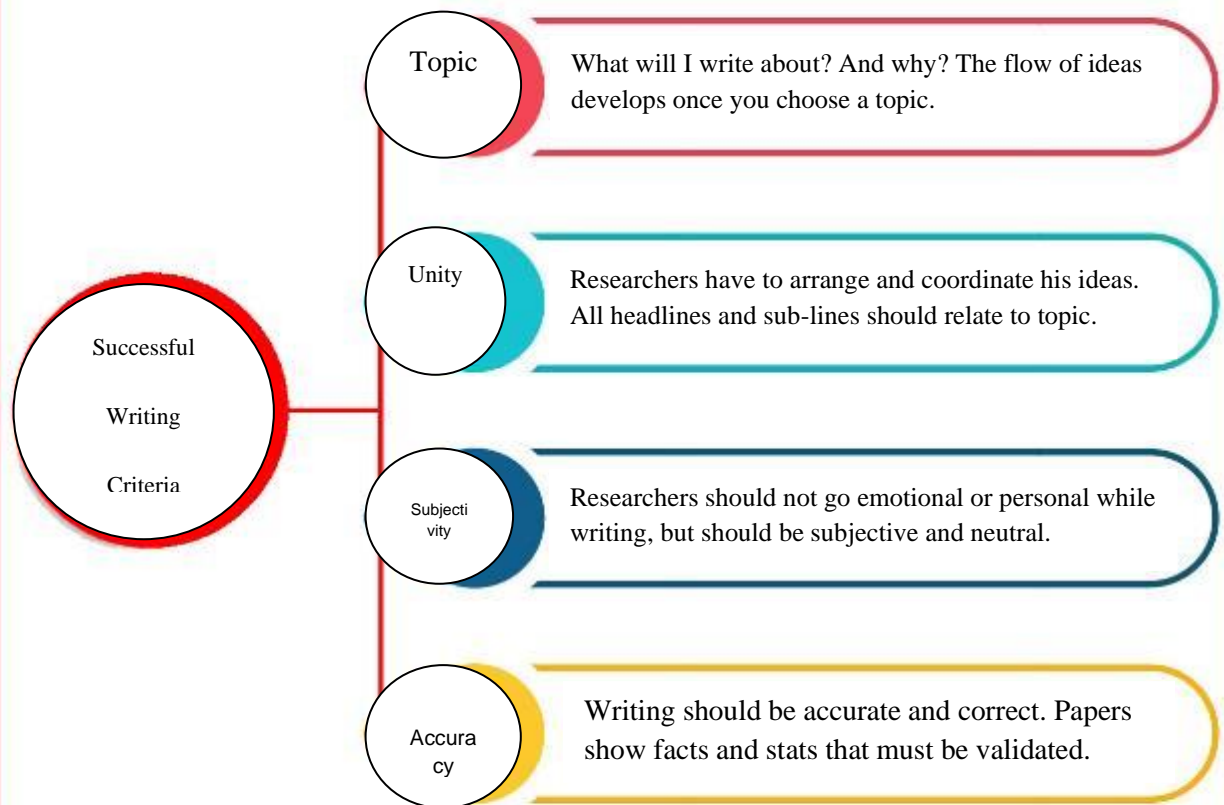 Successful
Writing
Criteria
Topic
What will I write about? And why? The flow of ideas
develops once you choose a topic.
Unity
Researchers have to arrange and coordinate his ideas.
All headlines and sub-lines should relate to topic.
Subjecti
vity
Researchers should not go emotional or personal while
writing, but should be subjective and neutral.
Accura
cy
Writing should be accurate and correct. Papers
show facts and stats that must be validated.